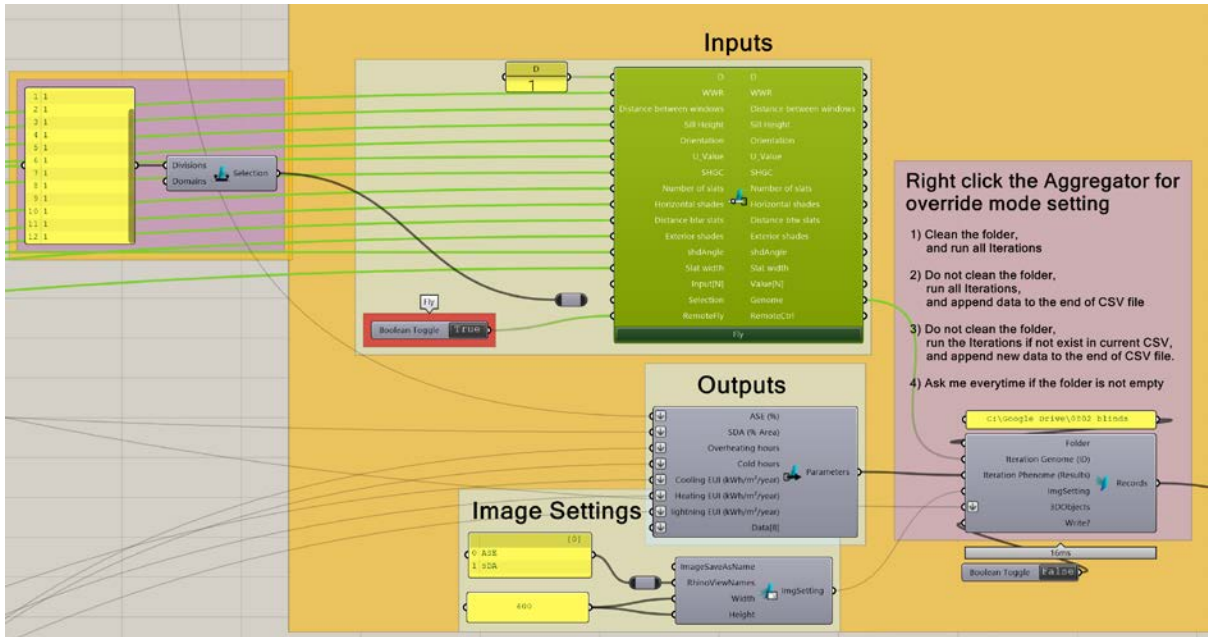 Inputs
D
1
1 1
2 1
3 1
4 1
5 1
6 1
7 1
8 1
9 1
10 1
11 1
12 1
Divisions
Domains
Selection
D D
WWR WWR
Distance between windows Distance between windows
Sill Height Sill Height
Orientation Orientation
U_Value U_Value
SHGC SHGC
Number of slats Number of slats
Horizontal shades Horizontal shades
Distance btw slats Distance btw slats
Exterior shades Exterior shades
shdAngle shdAngle
Slat width Slat width
Input[N] Value[N]
Selection Genome
RemoteFly RemoteCtrl
Fly
Fly
Boolean Toggle True
Right click the Aggregator for
override mode setting
1) Clean the folder,
and run all Iterations
2) Do not clean the folder,
run all Iterations,
and append data to the end of CSV file
3) Do not clean the folder,
run the Iterations if not exist in current CSV,
and append new data to the end of CSV file.
4) Ask me everytime if the folder is not empty
Outputs
ASE (%)
SDA (% Area)
Overheating hours
Cold hours
Cooling EUI (kWh/m²/year)
Heating EUI (kWh/m²/year)
lightning EUI (kWh/m²/year)
Data[8]
Parameters
C:\Google Drive\0202 blinds
Folder
Iteration Genome (ID)
Iteration Phenome (Results)
ImgSetting
3DObjects
Write?
Records
16ms
Boolean Toggle False
Image Settings
{0}
0 ASE
1 SDA
600
ImageSaveAsName
RhinoViewNames
Width
Height
ImgSetting